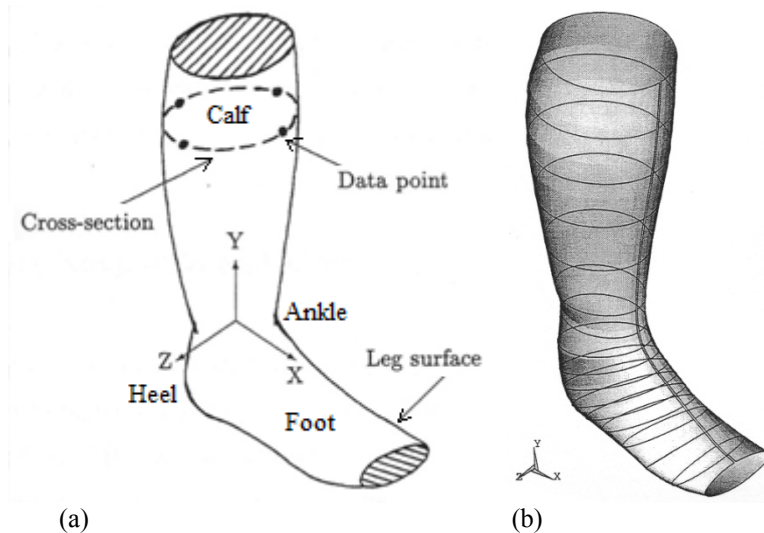 Calf
Data point
Cross-section
Y
Ankle
Z
X
Leg surface
Heel
Foot
Y
Z
X
(a)
(b)